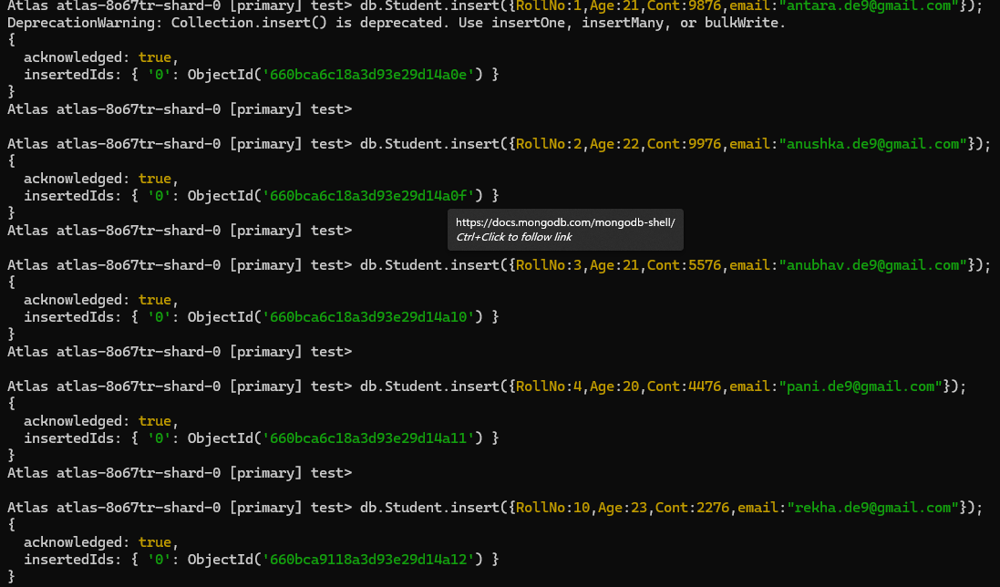 Atlas atlas-8o67tr-shard-0 [primary] test> db.Student.insert({RollNo:1,Age:21,Cont:9876,email:"antara.de9@gmail.com"});
DeprecationWarning: Collection.insert() is deprecated. Use insertOne, insertMany, or bulkWrite.
{
  acknowledged: true,
  insertedIds: { '0': ObjectId('660bca6c18a3d93e29d14a0e') }
}
Atlas atlas-8o67tr-shard-0 [primary] test>
Atlas atlas-8o67tr-shard-0 [primary] test> db.Student.insert({RollNo:2,Age:22,Cont:9976,email:"anushka.de9@gmail.com"});
{
  acknowledged: true,
  insertedIds: { '0': ObjectId('660bca6c18a3d93e29d14a0f') }
}
Atlas atlas-8o67tr-shard-0 [primary] test>
https://docs.mongodb.com/mongodb-shell/
Ctrl+Click to follow link
Atlas atlas-8o67tr-shard-0 [primary] test> db.Student.insert({RollNo:3,Age:21,Cont:5576,email:"anubhav.de9@gmail.com"});
{
  acknowledged: true,
  insertedIds: { '0': ObjectId('660bca6c18a3d93e29d14a10') }
}
Atlas atlas-8o67tr-shard-0 [primary] test>
Atlas atlas-8o67tr-shard-0 [primary] test> db.Student.insert({RollNo:4,Age:20,Cont:4476,email:"pani.de9@gmail.com"});
{
  acknowledged: true,
  insertedIds: { '0': ObjectId('660bca6c18a3d93e29d14a11') }
}
Atlas atlas-8o67tr-shard-0 [primary] test>
Atlas atlas-8o67tr-shard-0 [primary] test> db.Student.insert({RollNo:10,Age:23,Cont:2276,email:"rekha.de9@gmail.com"});
{
  acknowledged: true,
  insertedIds: { '0': ObjectId('660bca9118a3d93e29d14a12') }
}